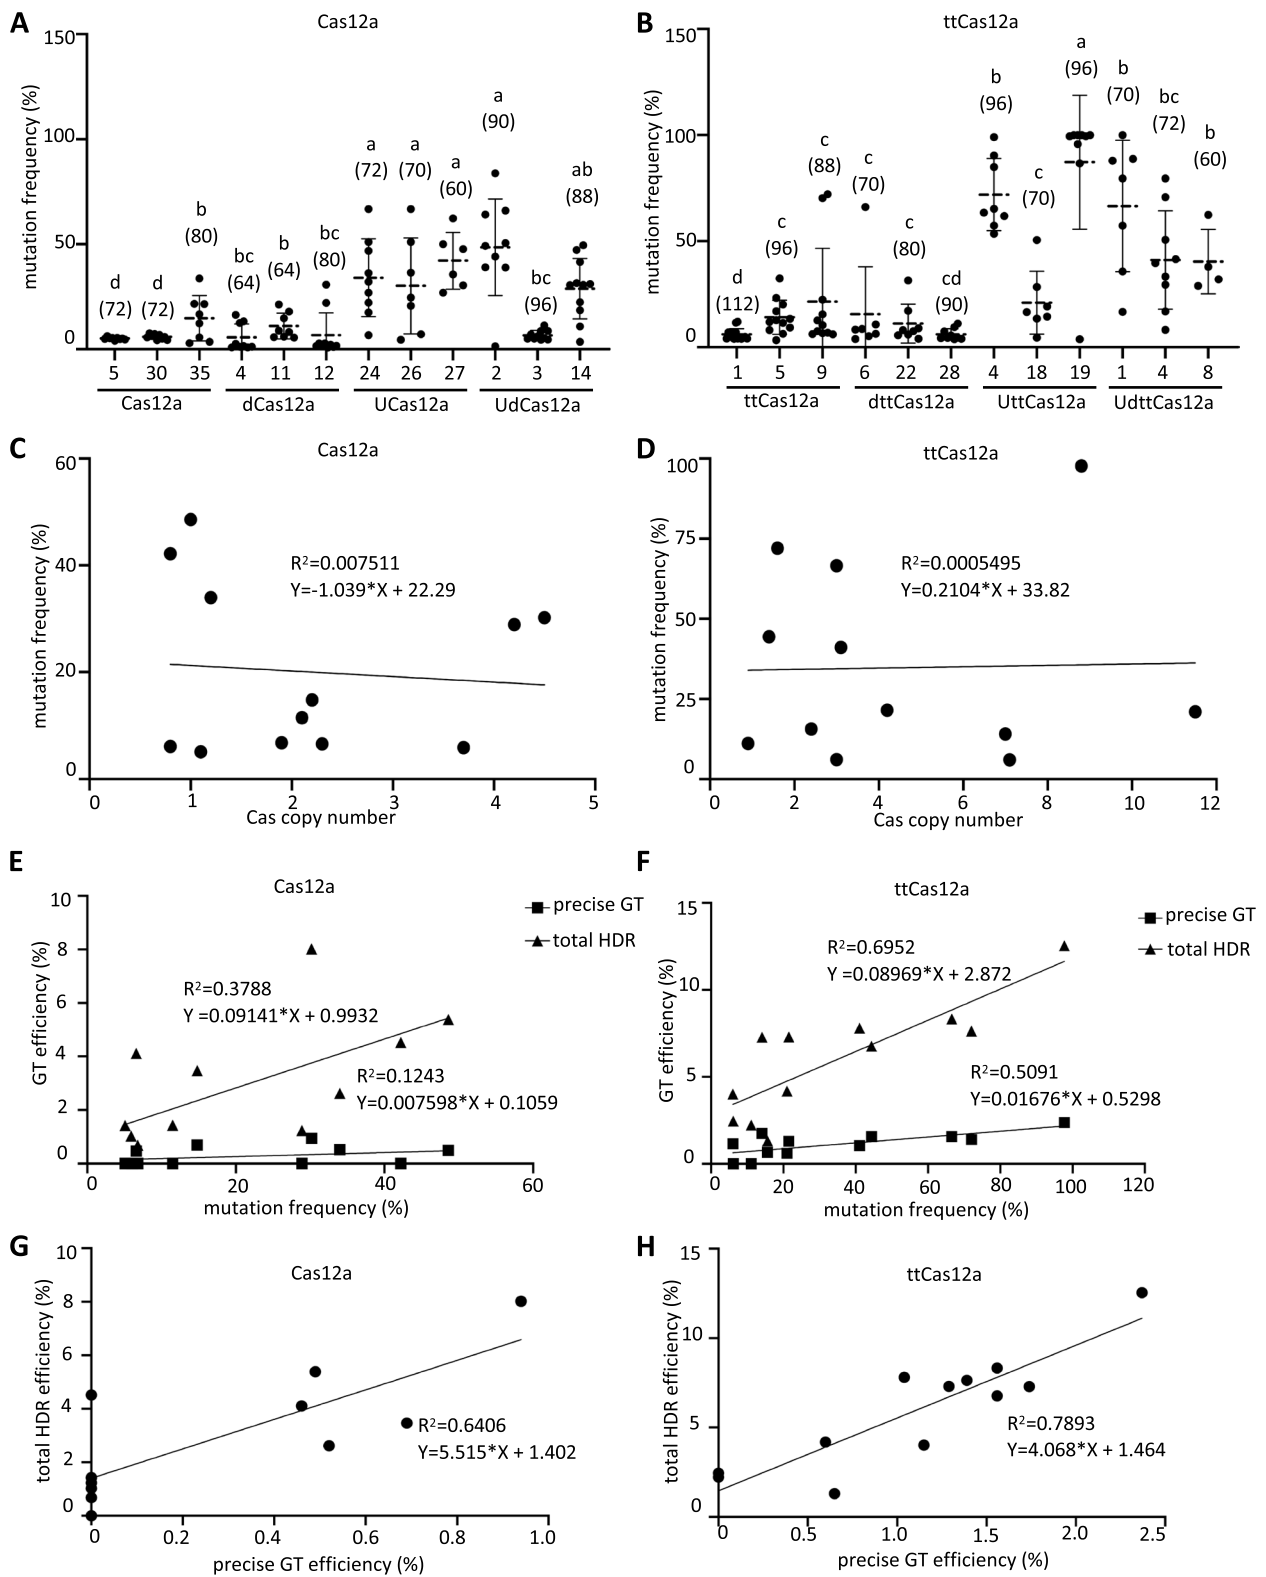 A
Cas12a
mutation frequency (%)
150
100
50
0
d
(72)
d
(72)
b
(80)
bc
(64)
b
(64)
bc
(80)
a
(72)
a
(70)
a
(60)
a
(90)
bc
(96)
ab
(88)
5 30 35 4 11 12 24 26 27 2 3 14
Cas12a dCas12a UCas12a UdCas12a
B
ttCas12a
mutation frequency (%)
150
100
50
0
d
(112)
c
(96)
c
(88)
c
(70)
c
(80)
cd
(90)
b
(96)
c
(70)
a
(96)
b
(70)
bc
(72)
b
(60)
1 5 9 6 22 28 4 18 19 1 4 8
ttCas12a dttCas12a UttCas12a UdttCas12a
C
Cas12a
mutation frequency (%)
60
40
20
0
R²=0.007511
Y=-1.039*X + 22.29
0 1 2 3 4 5
Cas copy number
D
ttCas12a
mutation frequency (%)
100
75
50
25
0
R²=0.0005495
Y=0.2104*X + 33.82
0 2 4 6 8 10 12
Cas copy number
E
Cas12a
GT efficiency (%)
10
8
6
4
2
0
precise GT
total HDR
R²=0.3788
Y =0.09141*X + 0.9932
R²=0.1243
Y=0.007598*X + 0.1059
0 20 40 60
mutation frequency (%)
F
ttCas12a
GT efficiency (%)
15
10
5
0
precise GT
total HDR
R²=0.6952
Y =0.08969*X + 2.872
R²=0.5091
Y=0.01676*X + 0.5298
0 20 40 60 80 100 120
mutation frequency (%)
G
Cas12a
total HDR efficiency (%)
10
8
6
4
2
0
R²=0.6406
Y=5.515*X + 1.402
0 0.2 0.4 0.6 0.8 1.0
precise GT efficiency (%)
H
ttCas12a
total HDR efficiency (%)
15
10
5
0
R²=0.7893
Y=4.068*X + 1.464
0 0.5 1.0 1.5 2.0 2.5
precise GT efficiency (%)